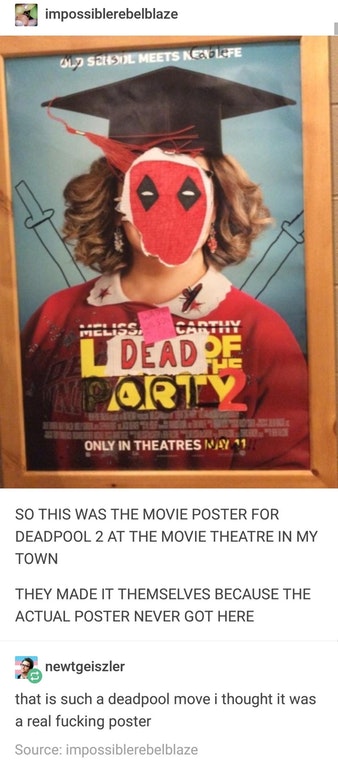 impossiblerebelblaze
OLD SCHOOL MEETS
MELISSA CARTHY
L DEAD OF
THE
PARTY 2
ONLY IN THEATRES MAY 11
SO THIS WAS THE MOVIE POSTER FOR
DEADPOOL 2 AT THE MOVIE THEATRE IN MY
TOWN
THEY MADE IT THEMSELVES BECAUSE THE
ACTUAL POSTER NEVER GOT HERE
newtgeiszler
that is such a deadpool move i thought it was
a real fucking poster
Source: impossiblerebelblaze